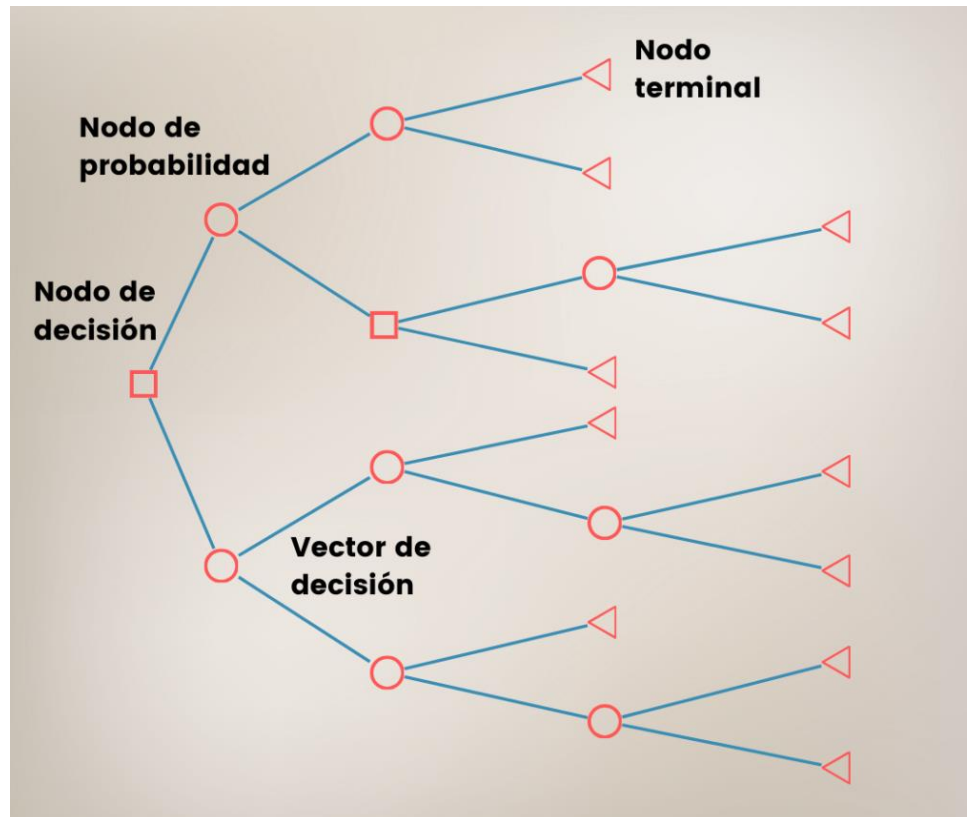 Nodo
terminal
Nodo de
probabilidad
Nodo de
decisión
Vector de
decisión